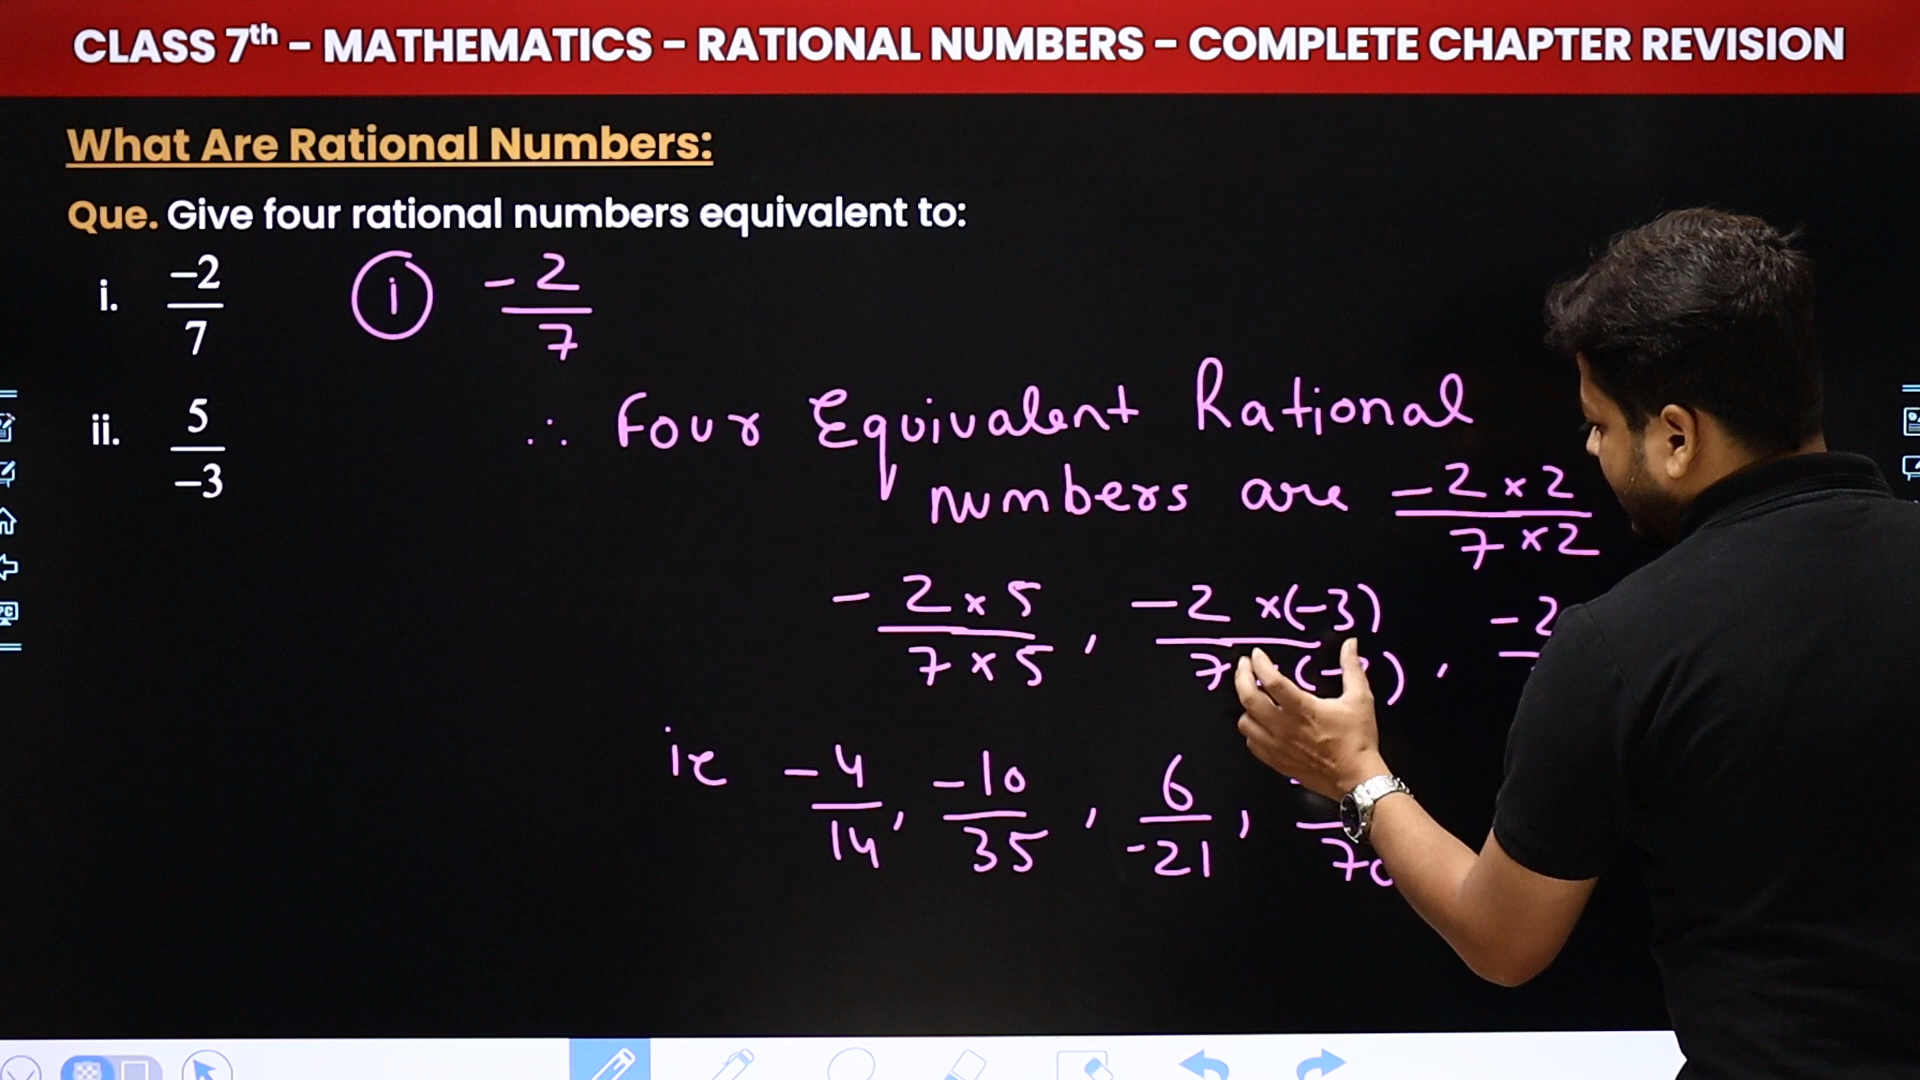 CLASS 7th – MATHEMATICS – RATIONAL NUMBERS – COMPLETE CHAPTER REVISION
What Are Rational Numbers:
Que. Give four rational numbers equivalent to:
i. –2/7
ii. 5/–3
i –2/7
∴ Four Equivalent Rational
numbers are –2×2/7×2
–2×5/7×5 , –2×(–3)/7 ,
ie –4/14 , –10/35 , 6/–21 ,